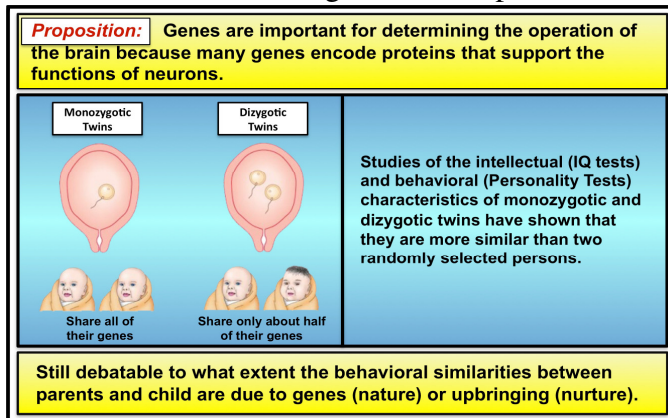 Proposition: Genes are important for determining the operation of
the brain because many genes encode proteins that support the
functions of neurons.
Monozygotic
Twins
Dizygotic
Twins
Share all of
their genes
Share only about half
of their genes
Studies of the intellectual (IQ tests)
and behavioral (Personality Tests)
characteristics of monozygotic and
dizygotic twins have shown that
they are more similar than two
randomly selected persons.
Still debatable to what extent the behavioral similarities between
parents and child are due to genes (nature) or upbringing (nurture).